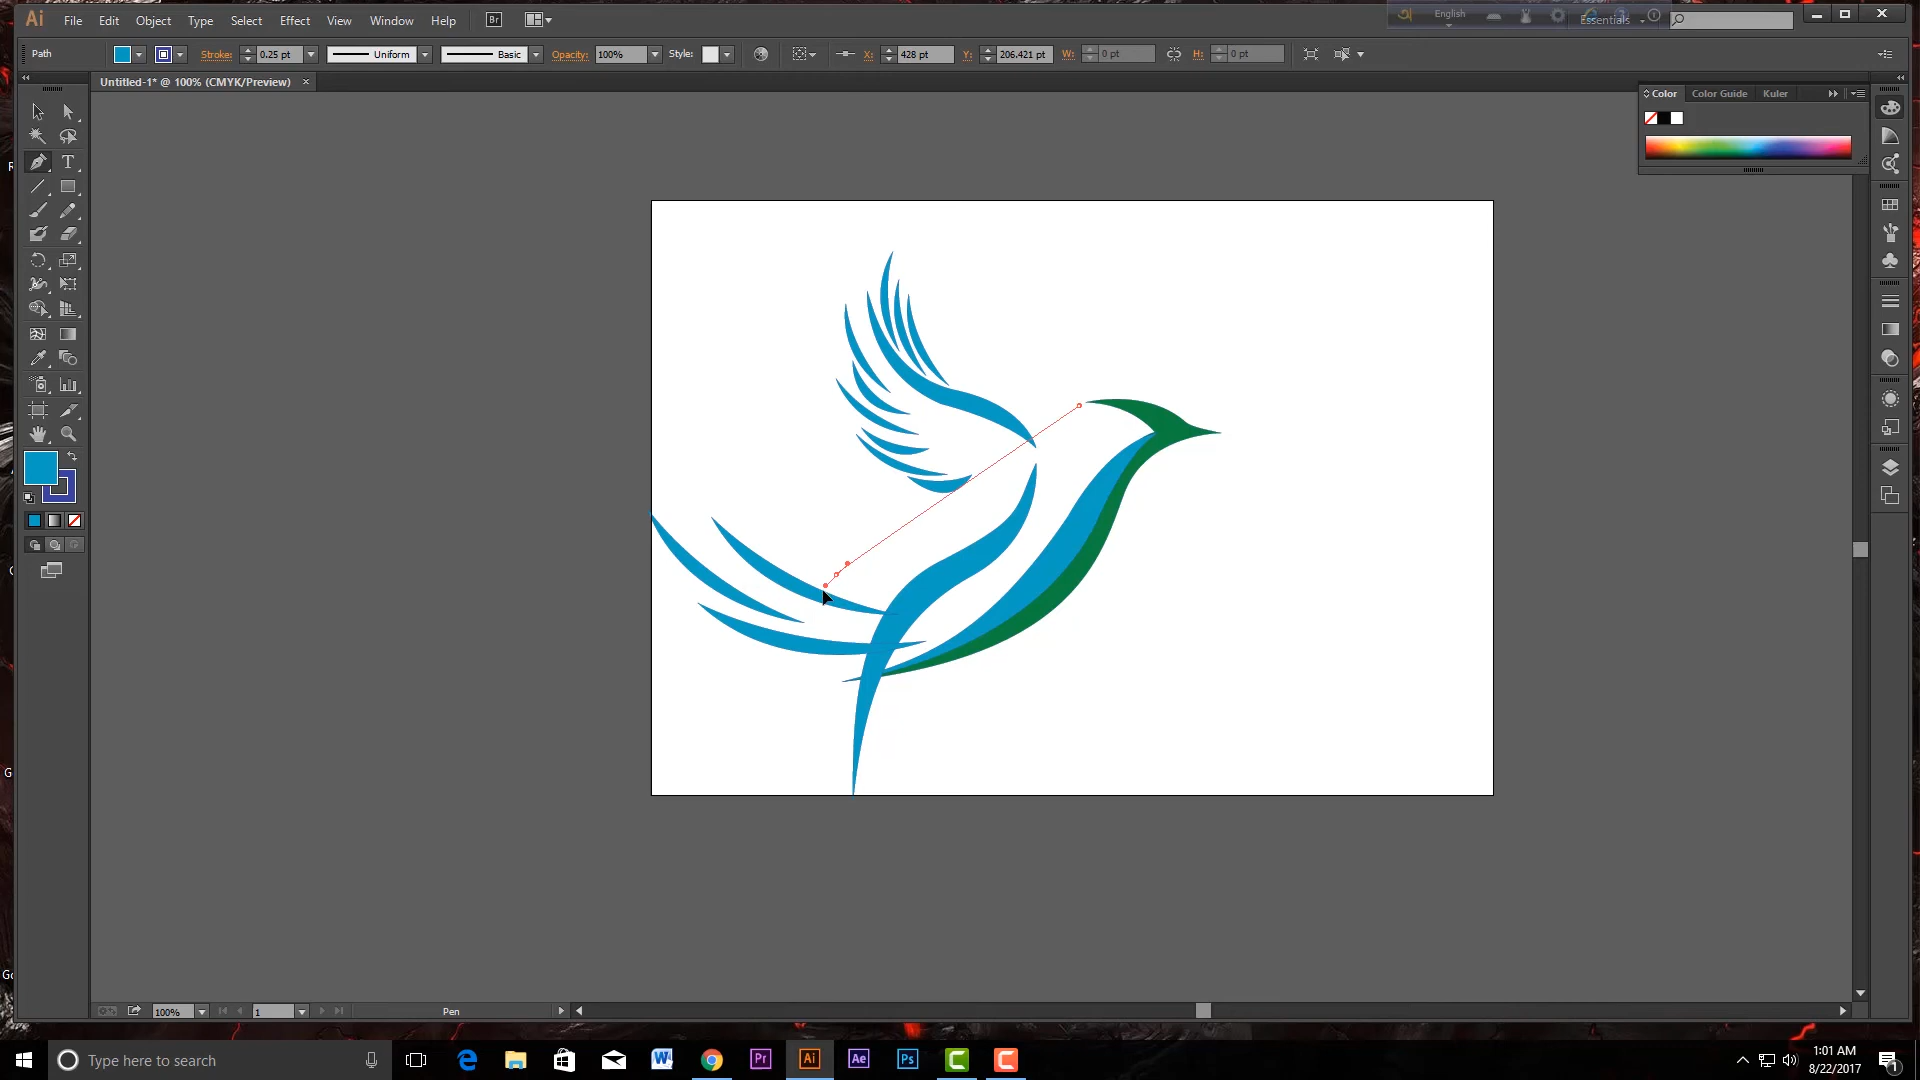 Ai File Edit Object Type Select Effect View Window Help Br English Essentials
Path Stroke: 0.25 pt Uniform Basic Opacity: 100% Style: X: 428 pt Y: 206.421 pt W: 0 pt H: 0 pt
Untitled-1* @ 100% (CMYK/Preview) ×
Color Color Guide Kuler
T
100% 1 Pen
Type here to search Pr Ai Ae Ps 1:01 AM
8/22/2017